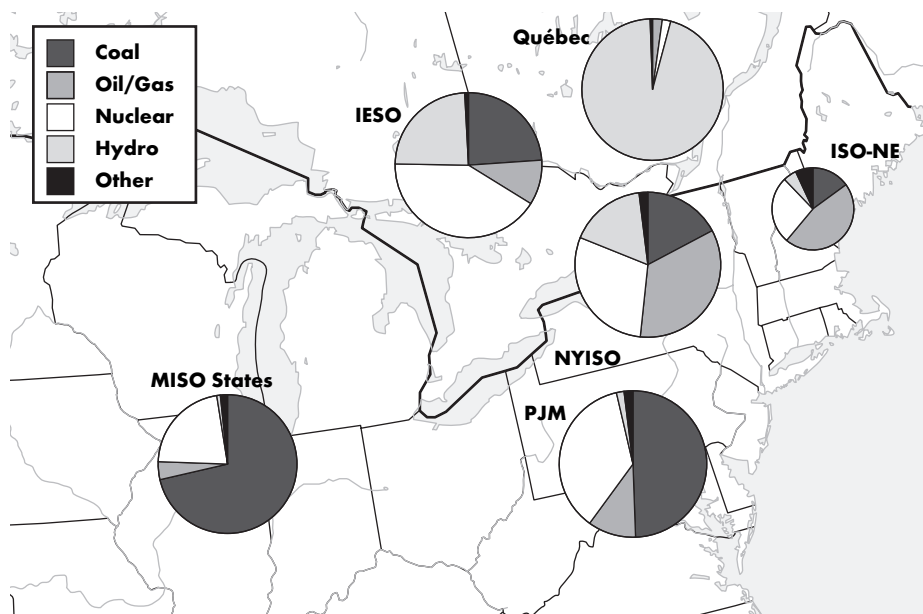 Coal
Oil/Gas
Nuclear
Hydro
Other
Québec
IESO
ISO-NE
NYISO
MISO States
PJM